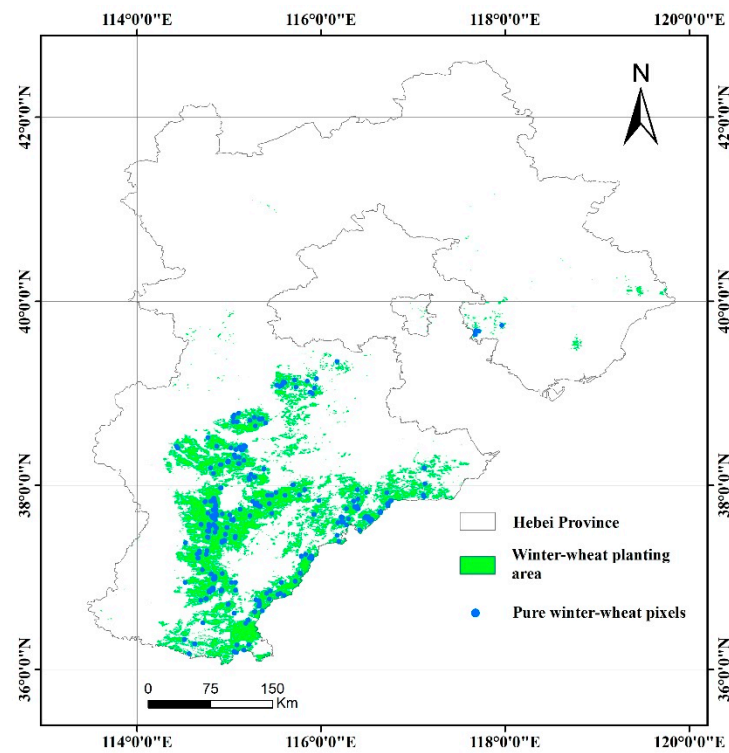 114°0'0"E 116°0'0"E 118°0'0"E 120°0'0"E
N
42°0'0"N 42°0'0"N
40°0'0"N 40°0'0"N
38°0'0"N 38°0'0"N
Hebei Province
Winter-wheat planting
area
Pure winter-wheat pixels
36°0'0"N 36°0'0"N
0 75 150
Km
114°0'0"E 116°0'0"E 118°0'0"E 120°0'0"E